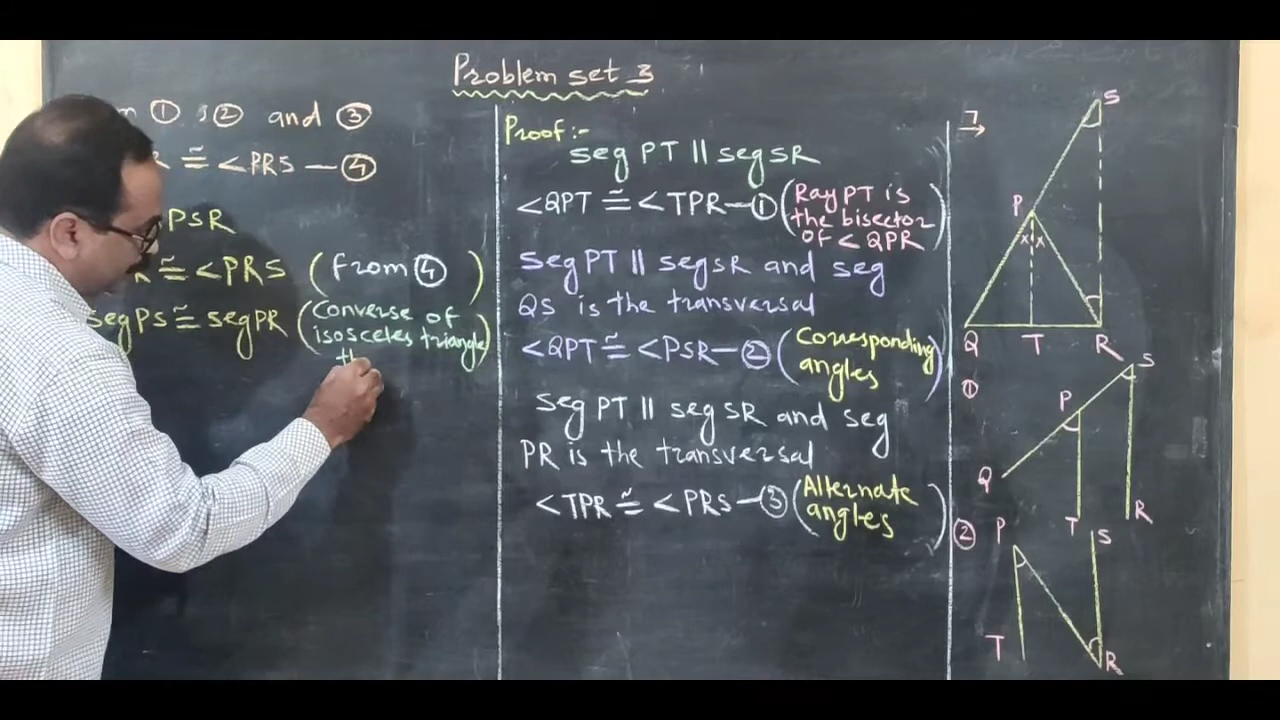 Problem set 3
① , ② and ③
≅ <PRS — ④
PSR
≅ <PRS (from ④)
seg PS ≅ seg PR (Converse of
isosceles triangle
th
Proof :-
seg PT || seg SR
<QPT ≅ <TPR — ① (Ray PT is
the bisector
of < QPR)
seg PT || seg SR and seg
QS is the transversal
<QPT ≅ <PSR — ② (Corresponding
angles)
seg PT || seg SR and seg
PR is the transversal
<TPR ≅ <PRS — ③ (Alternate
angles)
7→
S
P
x x
Q T R
①
S
P
Q
T R
②
P S
T
R